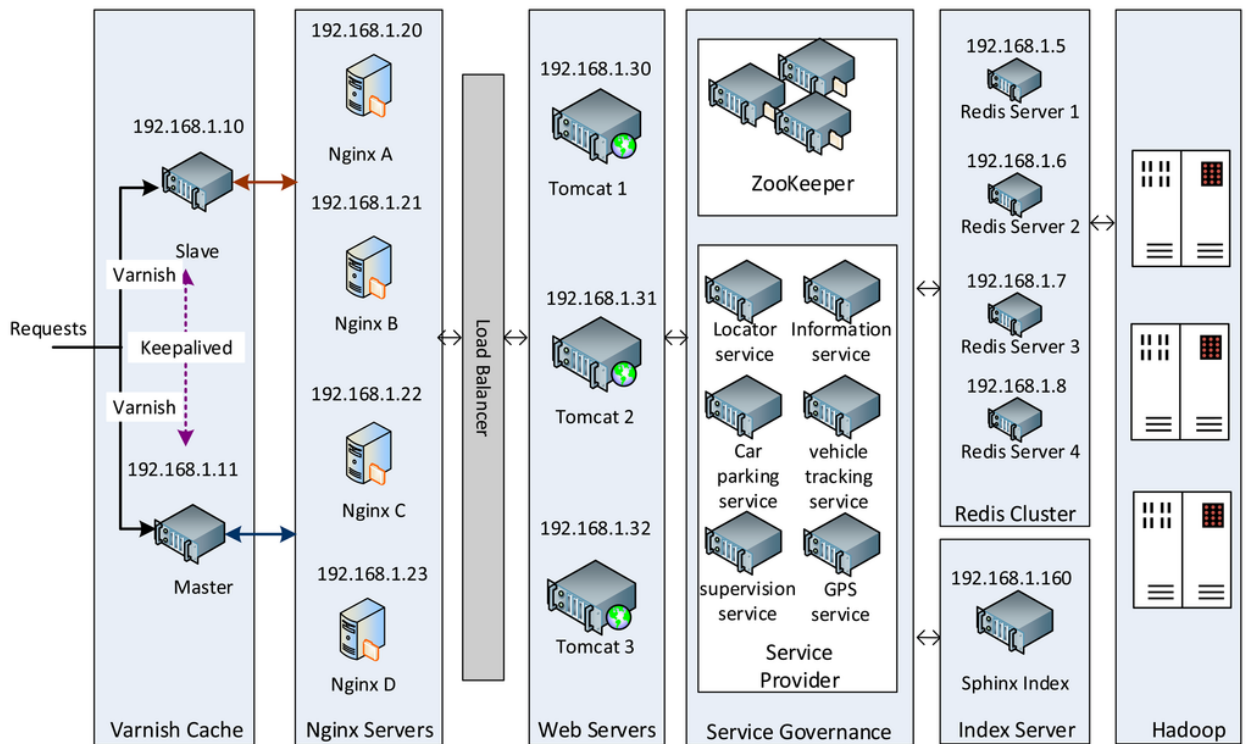 Requests
192.168.1.10
Slave
Varnish
Keepalived
Varnish
192.168.1.11
Master
Varnish Cache
192.168.1.20
Nginx A
192.168.1.21
Nginx B
192.168.1.22
Nginx C
192.168.1.23
Nginx D
Nginx Servers
Load Balancer
192.168.1.30
Tomcat 1
192.168.1.31
Tomcat 2
192.168.1.32
Tomcat 3
Web Servers
ZooKeeper
Locator
service
Information
service
Car
parking
service
vehicle
tracking
service
supervision
service
GPS
service
Service
Provider
Service Governance
192.168.1.5
Redis Server 1
192.168.1.6
Redis Server 2
192.168.1.7
Redis Server 3
192.168.1.8
Redis Server 4
Redis Cluster
192.168.1.160
Sphinx Index
Index Server
Hadoop